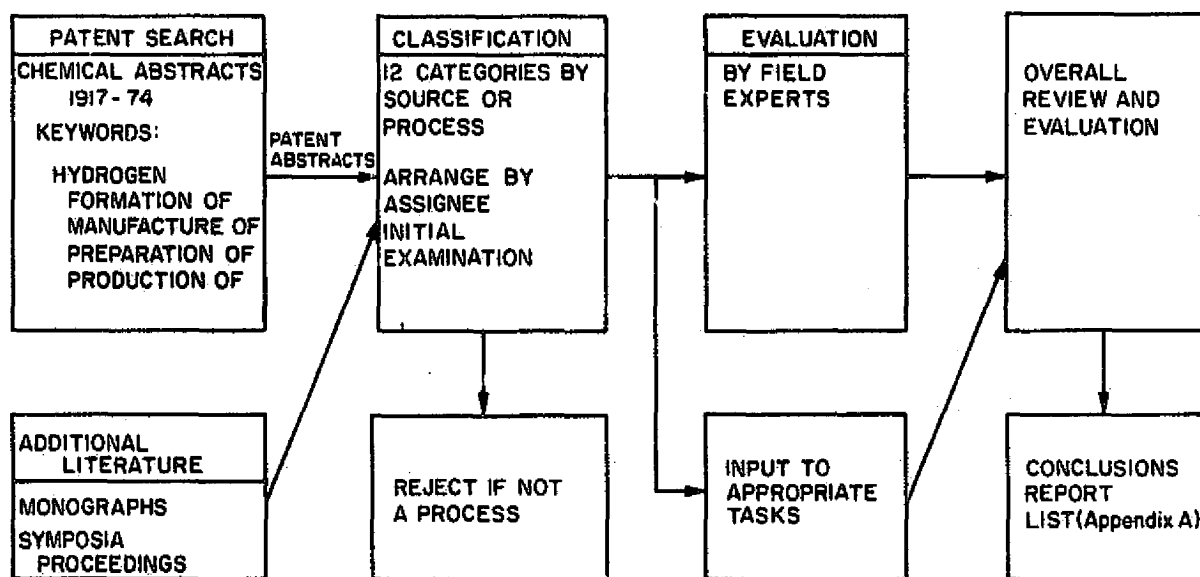 PATENT SEARCH
CHEMICAL ABSTRACTS
1917-74
KEYWORDS:
HYDROGEN
FORMATION OF
MANUFACTURE OF
PREPARATION OF
PRODUCTION OF
PATENT
ABSTRACTS
CLASSIFICATION
12 CATEGORIES BY
SOURCE OR
PROCESS
ARRANGE BY
ASSIGNEE
INITIAL
EXAMINATION
EVALUATION
BY FIELD
EXPERTS
OVERALL
REVIEW AND
EVALUATION
ADDITIONAL
LITERATURE
MONOGRAPHS
SYMPOSIA
PROCEEDINGS
REJECT IF NOT
A PROCESS
INPUT TO
APPROPRIATE
TASKS
CONCLUSIONS
REPORT
LIST(Appendix A)